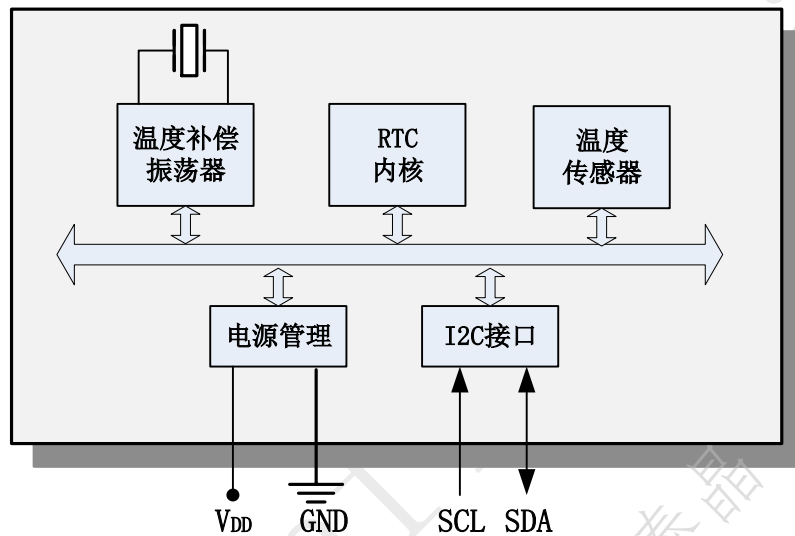 温度补偿
振荡器
RTC
内核
温度
传感器
电源管理
I2C接口
VDD
GND
SCL
SDA